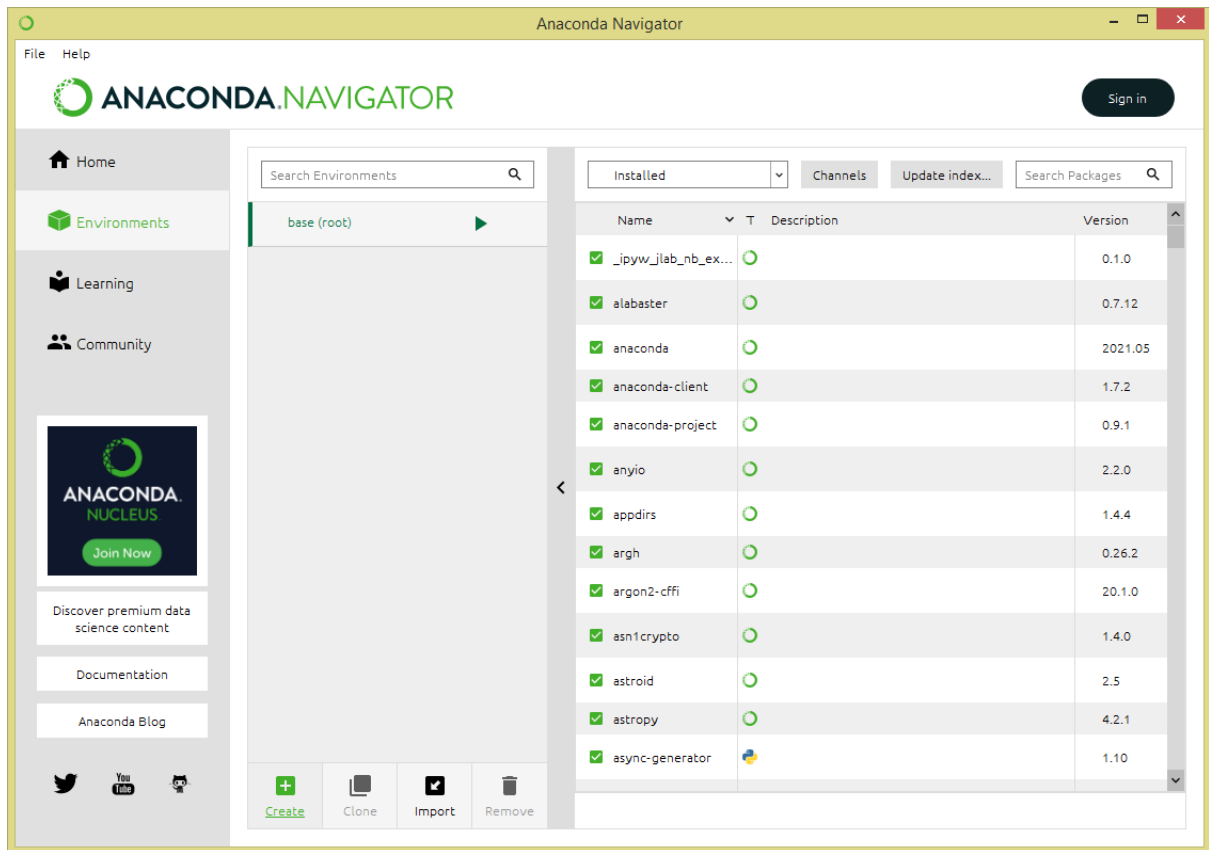 Anaconda Navigator
File Help
ANACONDA.NAVIGATOR
Sign in
Home
Environments
Learning
Community
ANACONDA.
NUCLEUS
Join Now
Discover premium data
science content
Documentation
Anaconda Blog
You
Tube
Search Environments
base (root)
Create Clone Import Remove
Installed Channels Update index... Search Packages
Name T Description Version
_ipyw_jlab_nb_ex... 0.1.0
alabaster 0.7.12
anaconda 2021.05
anaconda-client 1.7.2
anaconda-project 0.9.1
anyio 2.2.0
appdirs 1.4.4
argh 0.26.2
argon2-cffi 20.1.0
asn1crypto 1.4.0
astroid 2.5
astropy 4.2.1
async-generator 1.10